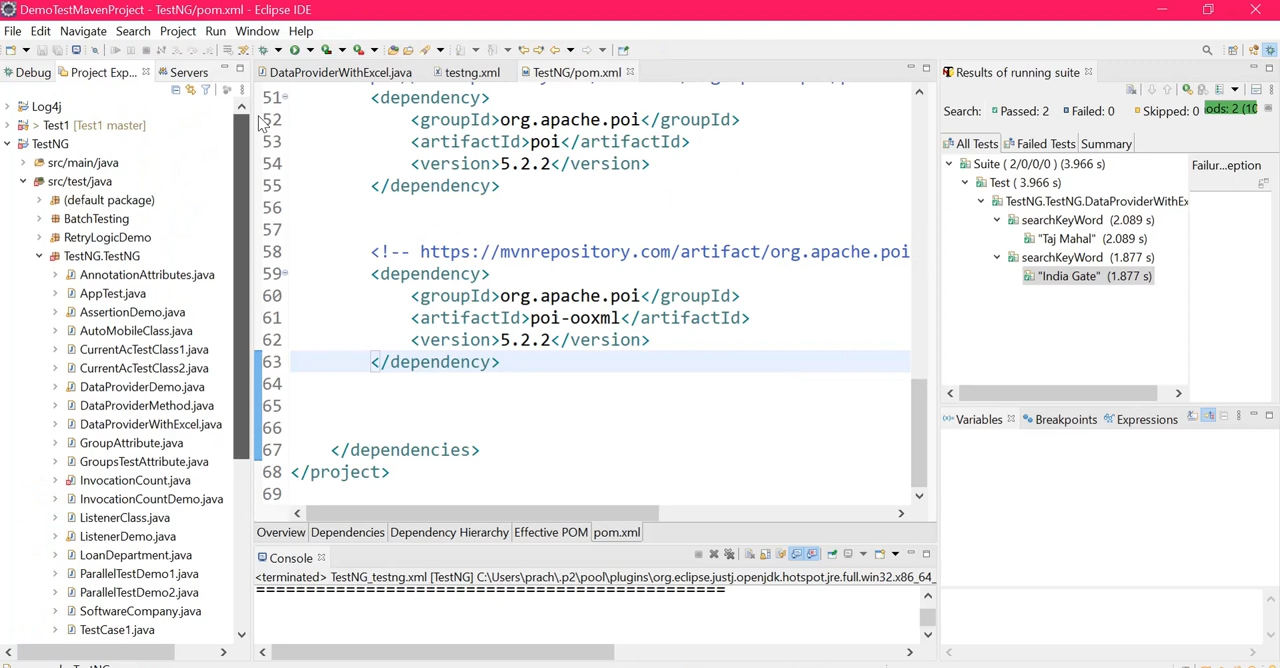 DemoTestMavenProject - TestNG/pom.xml - Eclipse IDE
File Edit Navigate Search Project Run Window Help
Debug Project Exp... Servers
Log4j
> Test1 [Test1 master]
TestNG
src/main/java
src/test/java
(default package)
BatchTesting
RetryLogicDemo
TestNG.TestNG
AnnotationAttributes.java
AppTest.java
AssertionDemo.java
AutoMobileClass.java
CurrentAcTestClass1.java
CurrentAcTestClass2.java
DataProviderDemo.java
DataProviderMethod.java
DataProviderWithExcel.java
GroupAttribute.java
GroupsTestAttribute.java
InvocationCount.java
InvocationCountDemo.java
ListenerClass.java
ListenerDemo.java
LoanDepartment.java
ParallelTestDemo1.java
ParallelTestDemo2.java
SoftwareCompany.java
TestCase1.java
DataProviderWithExcel.java testng.xml TestNG/pom.xml
51 <dependency>
52 <groupId>org.apache.poi</groupId>
53 <artifactId>poi</artifactId>
54 <version>5.2.2</version>
55 </dependency>
56
57
58 <!-- https://mvnrepository.com/artifact/org.apache.poi
59 <dependency>
60 <groupId>org.apache.poi</groupId>
61 <artifactId>poi-ooxml</artifactId>
62 <version>5.2.2</version>
63 </dependency>
64
65
66
67 </dependencies>
68 </project>
69
Overview Dependencies Dependency Hierarchy Effective POM pom.xml
Console
<terminated> TestNG_testng.xml [TestNG] C:\Users\prach\.p2\pool\plugins\org.eclipse.justj.openjdk.hotspot.jre.full.win32.x86_64_
===============================================
Results of running suite
Search: Passed: 2 Failed: 0 Skipped: 0 ods: 2 (10
All Tests Failed Tests Summary
Suite ( 2/0/0/0 ) (3.966 s)
Test ( 3.966 s)
TestNG.TestNG.DataProviderWithEx
searchKeyWord (2.089 s)
"Taj Mahal" (2.089 s)
searchKeyWord (1.877 s)
"India Gate" (1.877 s)
Failur...eption
Variables Breakpoints Expressions